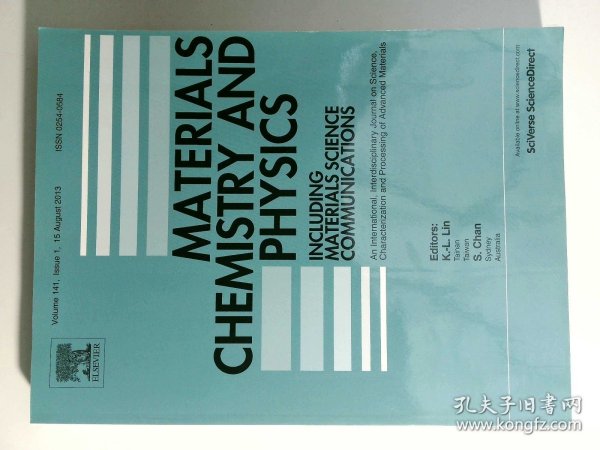 Volume 141, Issue 1, 15 August 2013
ISSN 0254-0584
ELSEVIER
MATERIALS
CHEMISTRY AND
PHYSICS
INCLUDING
MATERIALS SCIENCE
COMMUNICATIONS
An International, Interdisciplinary Journal on Science,
Characterization and Processing of Advanced Materials
Editors:
K.-L. Lin
Tainan
Taiwan
S. Chan
Sydney
Australia
Available online at www.sciencedirect.com
SciVerse ScienceDirect
孔夫子旧书网
www.kongfz.com